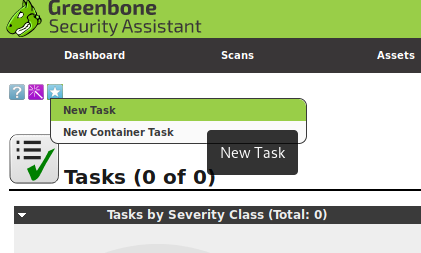 Greenbone
Security Assistant
Dashboard Scans Assets
?
New Task
New Container Task
New Task
Tasks (0 of 0)
Tasks by Severity Class (Total: 0)